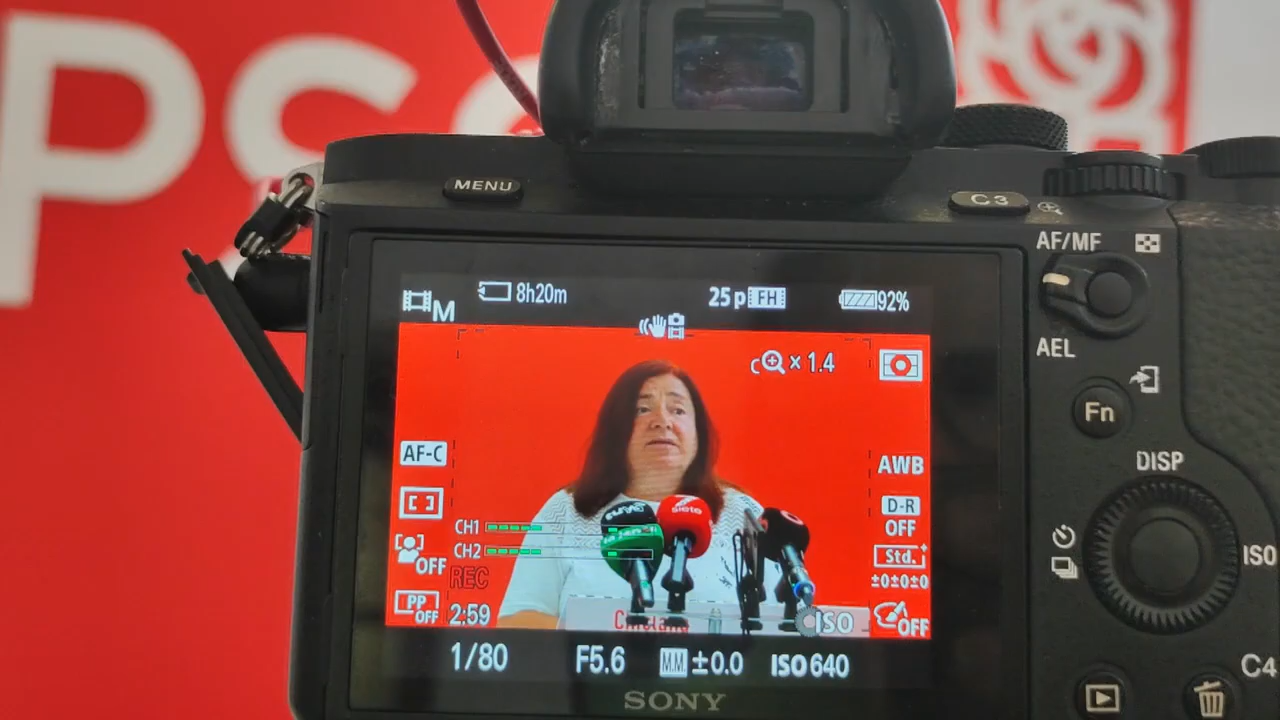 PS
MENU
C3
AF/MF
AEL
Fn
DISP
ISO
C4
M
8h20m
25p FH
92%
c × 1.4
AF-C
AWB
D-R
OFF
CH1
CH2
Std.
±0±0±0
OFF
REC
PP
OFF
2:59
Siete
ISO
OFF
1/80
F5.6
M.M ±0.0
ISO 640
SONY